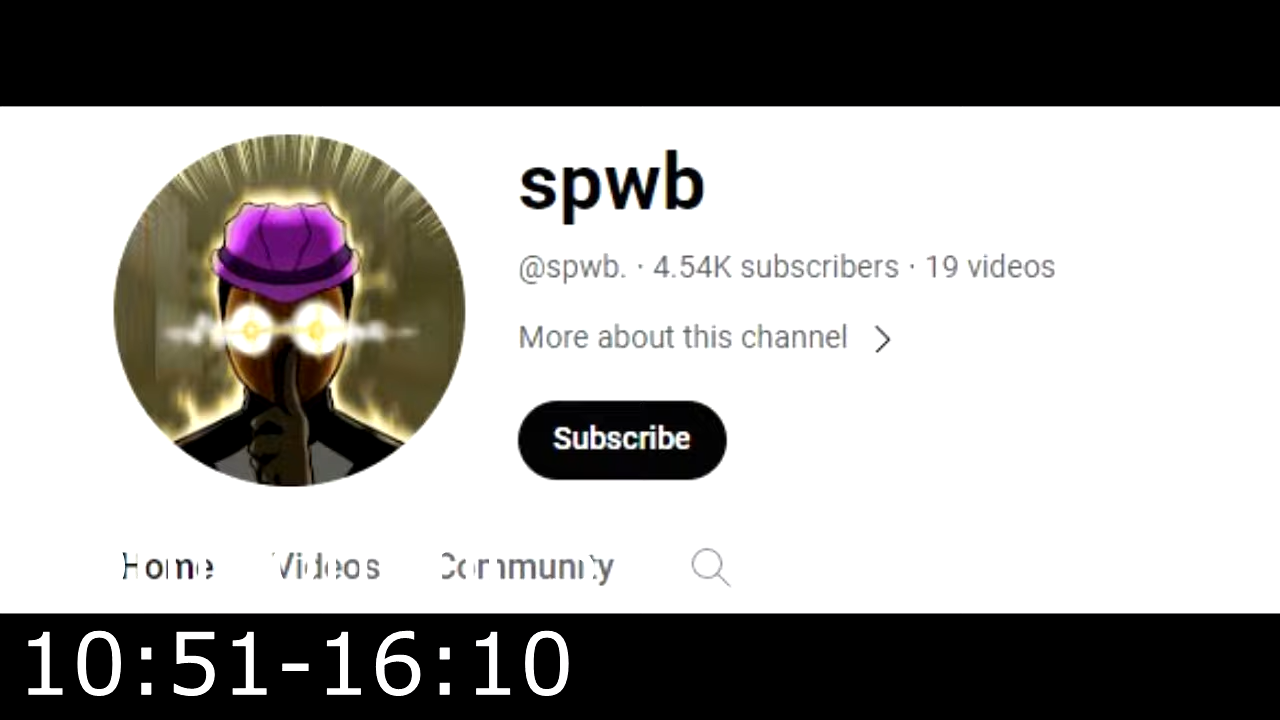 spwb
@spwb. · 4.54K subscribers · 19 videos
More about this channel
Subscribe
Home Videos Community
10:51-16:10